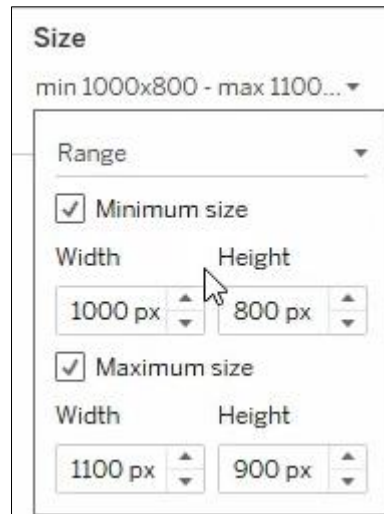 Size
min 1000x800 - max 1100...
Range
Minimum size
Width Height
1000 px 800 px
Maximum size
Width Height
1100 px 900 px